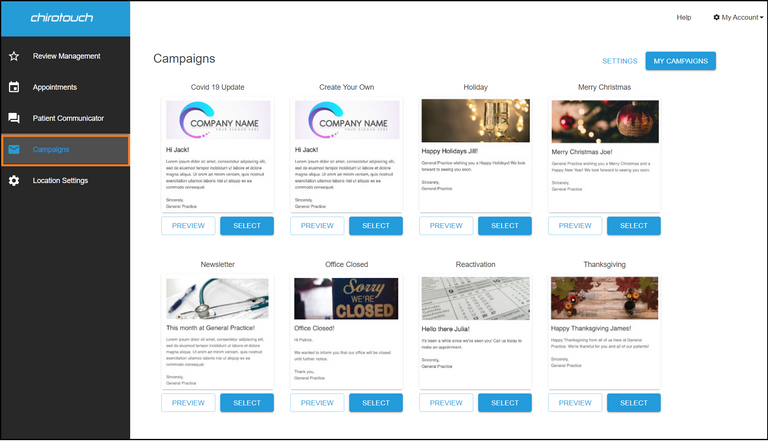 chirotouch
Help
My Account
Review Management
Appointments
Patient Communicator
Campaigns
Location Settings
Campaigns
SETTINGS
MY CAMPAIGNS
Covid 19 Update
COMPANY NAME
YOUR SLOGAN HERE
Hi Jack!
Lorem ipsum dolor sit amet, consectetur adipiscing elit,
sed do eiusmod tempor incididunt ut labore et dolore
magna aliqua. Ut enim ad minim veniam, quis nostrud
exercitation ullamco laboris nisi ut aliquip ex ea
commodo consequat.
Sincerely,
General Practice
PREVIEW
SELECT
Create Your Own
COMPANY NAME
YOUR SLOGAN HERE
Hi Jack!
Lorem ipsum dolor sit amet, consectetur adipiscing elit,
sed do eiusmod tempor incididunt ut labore et dolore
magna aliqua. Ut enim ad minim veniam, quis nostrud
exercitation ullamco laboris nisi ut aliquip ex ea
commodo consequat.
Sincerely,
General Practice
PREVIEW
SELECT
Holiday
Happy Holidays Jill!
General Practice wishing you a Happy Holidays! We look
forward to seeing you soon.
Sincerely,
General Practice
PREVIEW
SELECT
Merry Christmas
Merry Christmas Joe!
General Practice wishing you a Merry Christmas and a
Happy New Year! We look forward to seeing you soon.
Sincerely,
General Practice
PREVIEW
SELECT
Newsletter
This month at General Practice!
Lorem ipsum dolor sit amet, consectetur adipiscing elit,
sed do eiusmod tempor incididunt ut labore et dolore
magna aliqua. Ut enim ad minim veniam, quis nostrud
exercitation ullamco laboris nisi ut aliquip ex ea
commodo consequat.
Sincerely,
General Practice
PREVIEW
SELECT
Office Closed
Sorry
WE'RE
CLOSED
Office Closed!
Hi Patrick,
We wanted to inform you that our office will be closed
until further notice.
Thank you,
General Practice
PREVIEW
SELECT
Reactivation
Hello there Julia!
It's been a while since we've seen you! Call us today to
make an appointment.
Sincerely,
General Practice
PREVIEW
SELECT
Thanksgiving
Happy Thanksgiving James!
Happy Thanksgiving from all of us here at General
Practice. We're thankful for you and all of our patients!
Sincerely,
General Practice
PREVIEW
SELECT